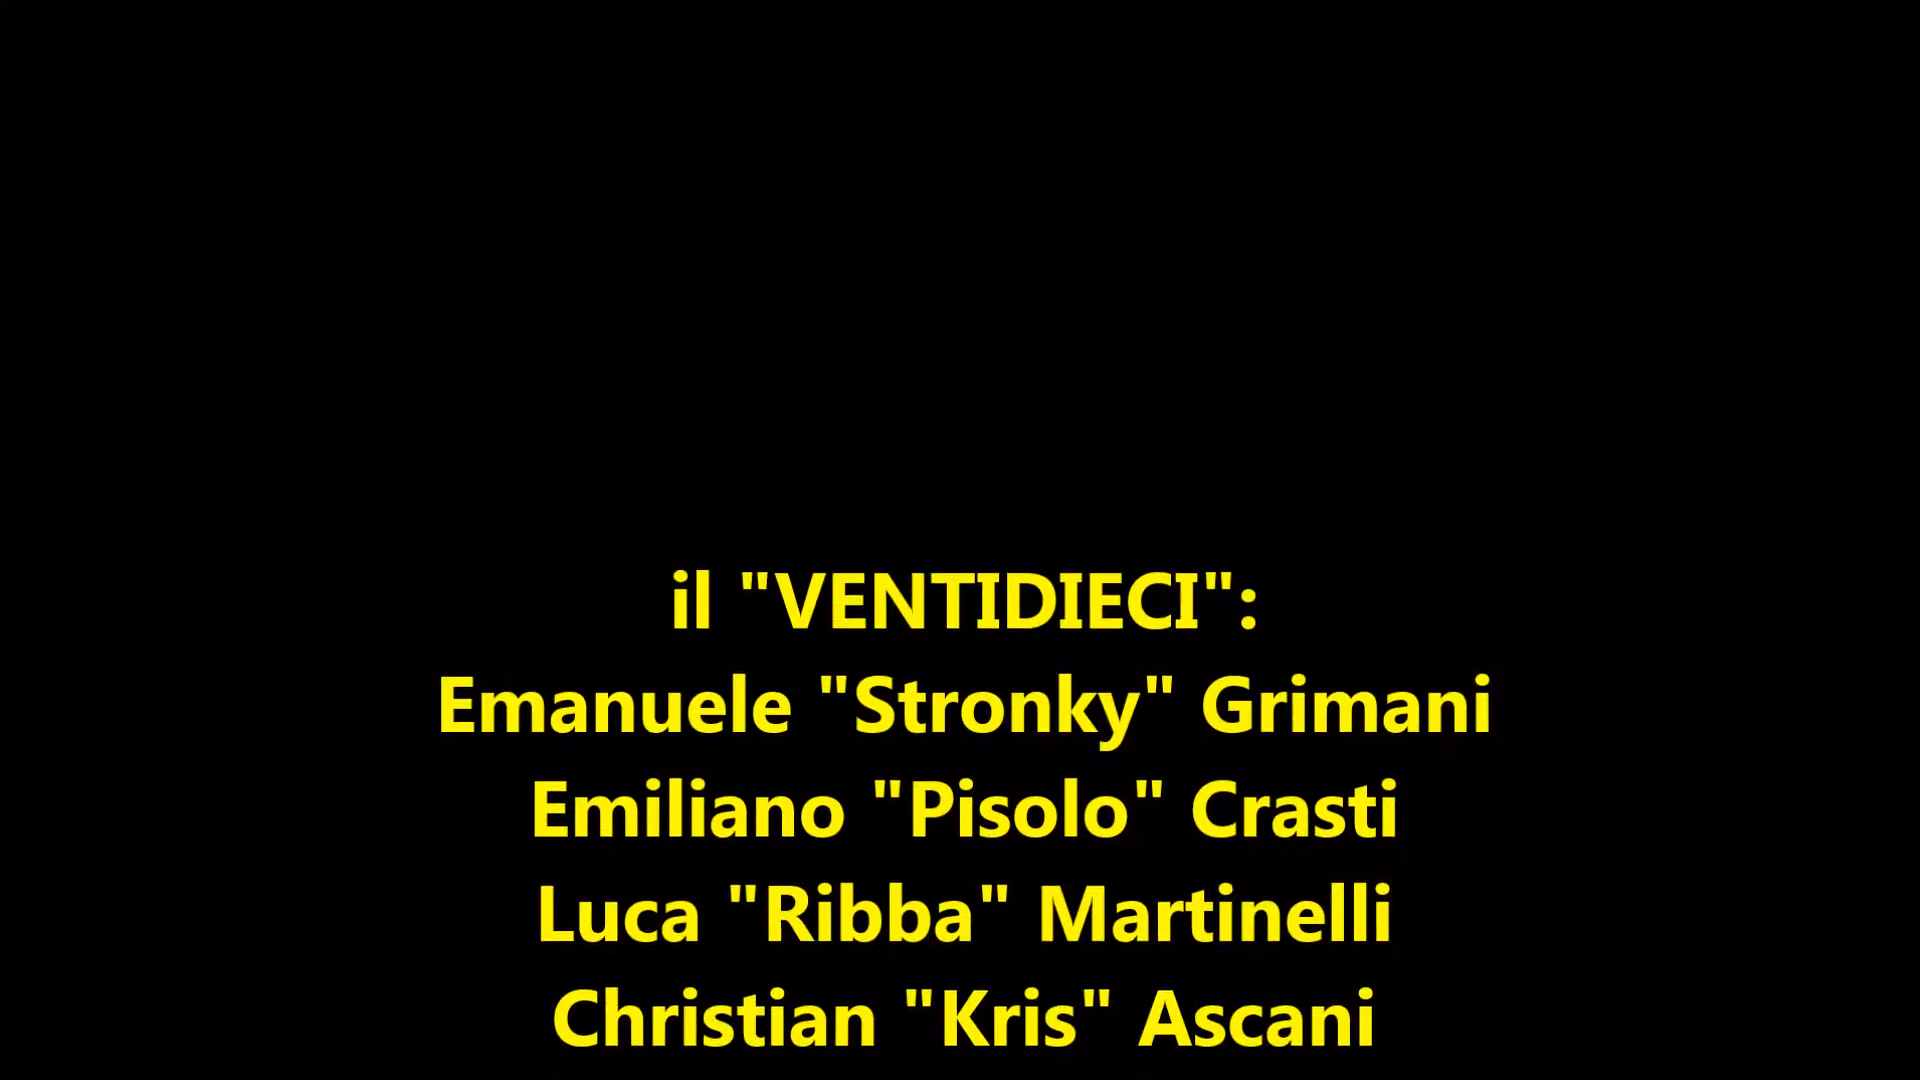 il "VENTIDIECI":
Emanuele "Stronky" Grimani
Emiliano "Pisolo" Crasti
Luca "Ribba" Martinelli
Christian "Kris" Ascani